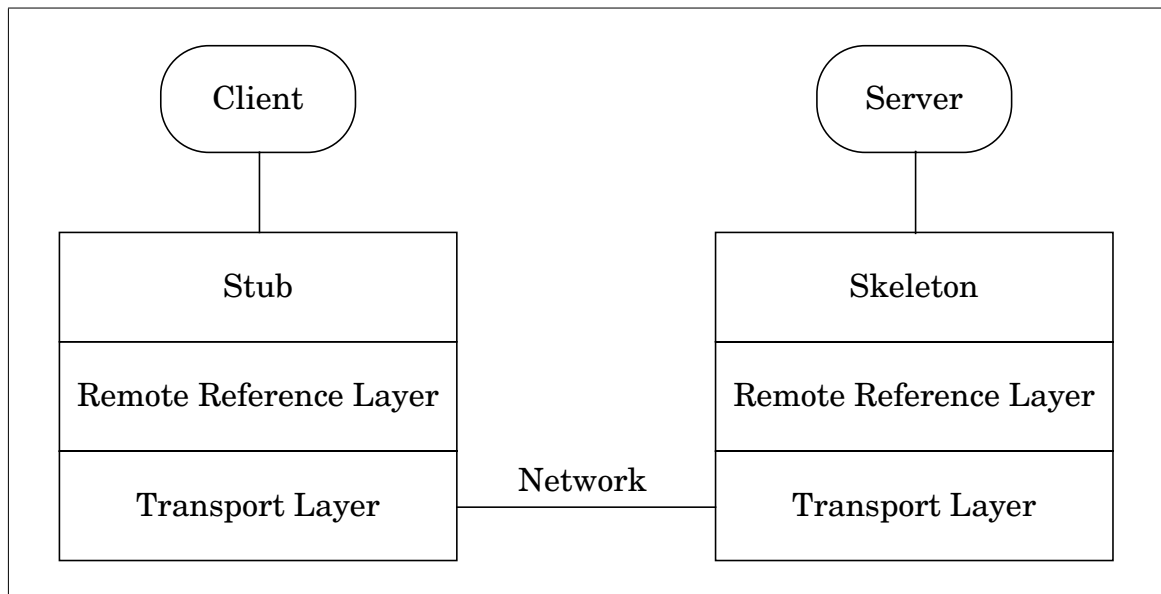 Client
Server
Stub
Skeleton
Remote Reference Layer
Remote Reference Layer
Network
Transport Layer
Transport Layer